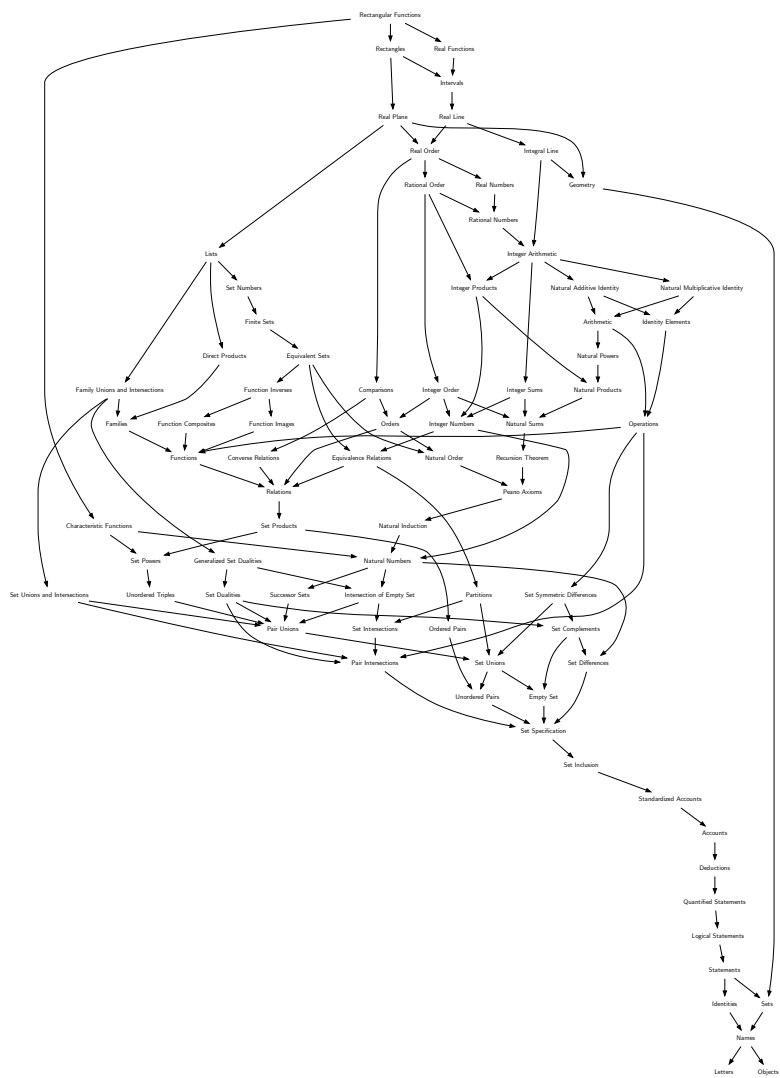 Rectangular Functions
Rectangles
Real Functions
Intervals
Real Plane
Real Line
Real Order
Integral Line
Rational Order
Real Numbers
Geometry
Rational Numbers
Lists
Integer Arithmetic
Set Numbers
Integer Products
Natural Additive Identity
Natural Multiplicative Identity
Finite Sets
Arithmetic
Identity Elements
Direct Products
Equivalent Sets
Natural Powers
Family Unions and Intersections
Function Inverses
Comparisons
Integer Order
Integer Sums
Natural Products
Families
Function Composites
Function Images
Orders
Integer Numbers
Natural Sums
Operations
Functions
Converse Relations
Equivalence Relations
Natural Order
Recursion Theorem
Relations
Peano Axioms
Characteristic Functions
Set Products
Natural Induction
Set Powers
Generalized Set Dualities
Natural Numbers
Set Unions and Intersections
Unordered Triples
Set Dualities
Successor Sets
Intersection of Empty Set
Partitions
Set Symmetric Differences
Pair Unions
Set Intersections
Ordered Pairs
Set Complements
Pair Intersections
Set Unions
Set Differences
Unordered Pairs
Empty Set
Set Specification
Set Inclusion
Standardized Accounts
Accounts
Deductions
Quantified Statements
Logical Statements
Statements
Identities
Sets
Names
Letters
Objects